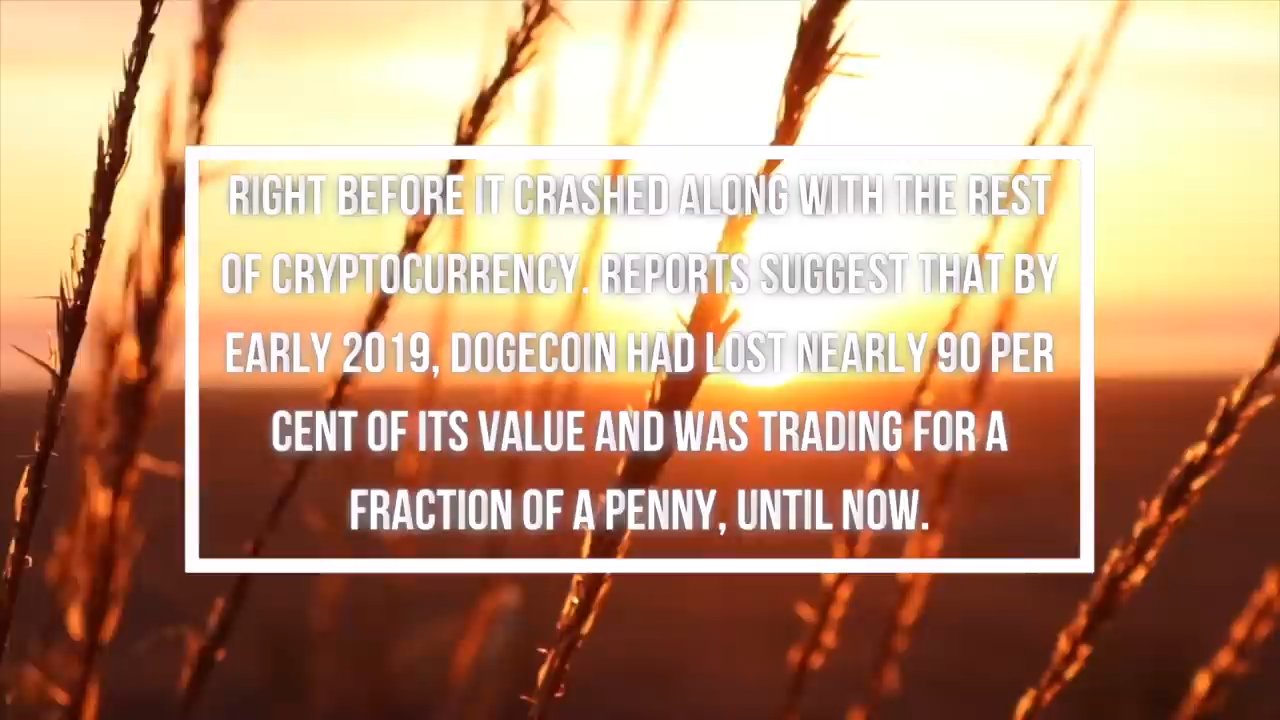 RIGHT BEFORE IT CRASHED ALONG WITH THE REST
OF CRYPTOCURRENCY. REPORTS SUGGEST THAT BY
EARLY 2019, DOGECOIN HAD LOST NEARLY 90 PER
CENT OF ITS VALUE AND WAS TRADING FOR A
FRACTION OF A PENNY, UNTIL NOW.